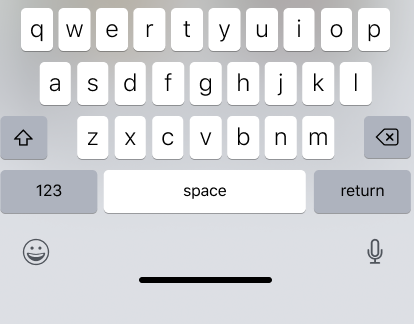 q w e r t y u i o p
a s d f g h j k l
z x c v b n m
123 space return